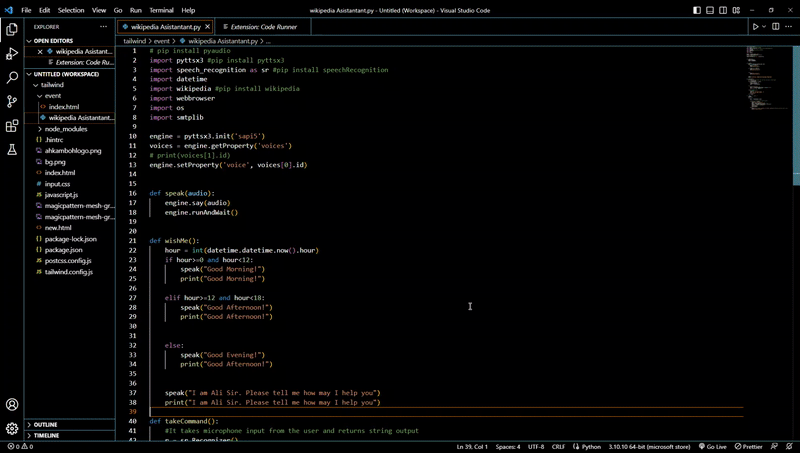 File Edit Selection View Go Run Terminal Help
wikipedia Asistantant.py - Untitled (Workspace) - Visual Studio Code
EXPLORER
OPEN EDITORS
wikipedia Asistant...
Extension: Code Runn...
UNTITLED (WORKSPACE)
tailwind
event
index.html
wikipedia Asistantant...
node_modules
.hintrc
ahkambohlogo.png
bg.png
index.html
input.css
javascript.js
magicpattern-mesh-gr...
magicpattern-mesh-gr...
new.html
package-lock.json
package.json
postcss.config.js
tailwind.config.js
OUTLINE
TIMELINE
wikipedia Asistantant.py
Extension: Code Runner
tailwind > event > wikipedia Asistantant.py > ...
1 # pip install pyaudio
2 import pyttsx3 #pip install pyttsx3
3 import speech_recognition as sr #pip install speechRecognition
4 import datetime
5 import wikipedia #pip install wikipedia
6 import webbrowser
7 import os
8 import smtplib
9
10 engine = pyttsx3.init('sapi5')
11 voices = engine.getProperty('voices')
12 # print(voices[1].id)
13 engine.setProperty('voice', voices[0].id)
14
15
16 def speak(audio):
17 engine.say(audio)
18 engine.runAndWait()
19
20
21 def wishMe():
22 hour = int(datetime.datetime.now().hour)
23 if hour>=0 and hour<12:
24 speak("Good Morning!")
25 print("Good Morning!")
26
27 elif hour>=12 and hour<18:
28 speak("Good Afternoon!")
29 print("Good Afternoon!")
30
31
32 else:
33 speak("Good Evening!")
34 print("Good Afternoon!")
35
36
37 speak("I am Ali Sir. Please tell me how may I help you")
38 print("I am Ali Sir. Please tell me how may I help you")
39
40 def takeCommand():
41 #It takes microphone input from the user and returns string output
42 r = sr.Recognizer()
0 0
Ln 39, Col 1 Spaces: 4 UTF-8 CRLF Python 3.10.10 64-bit (microsoft store) Go Live Prettier